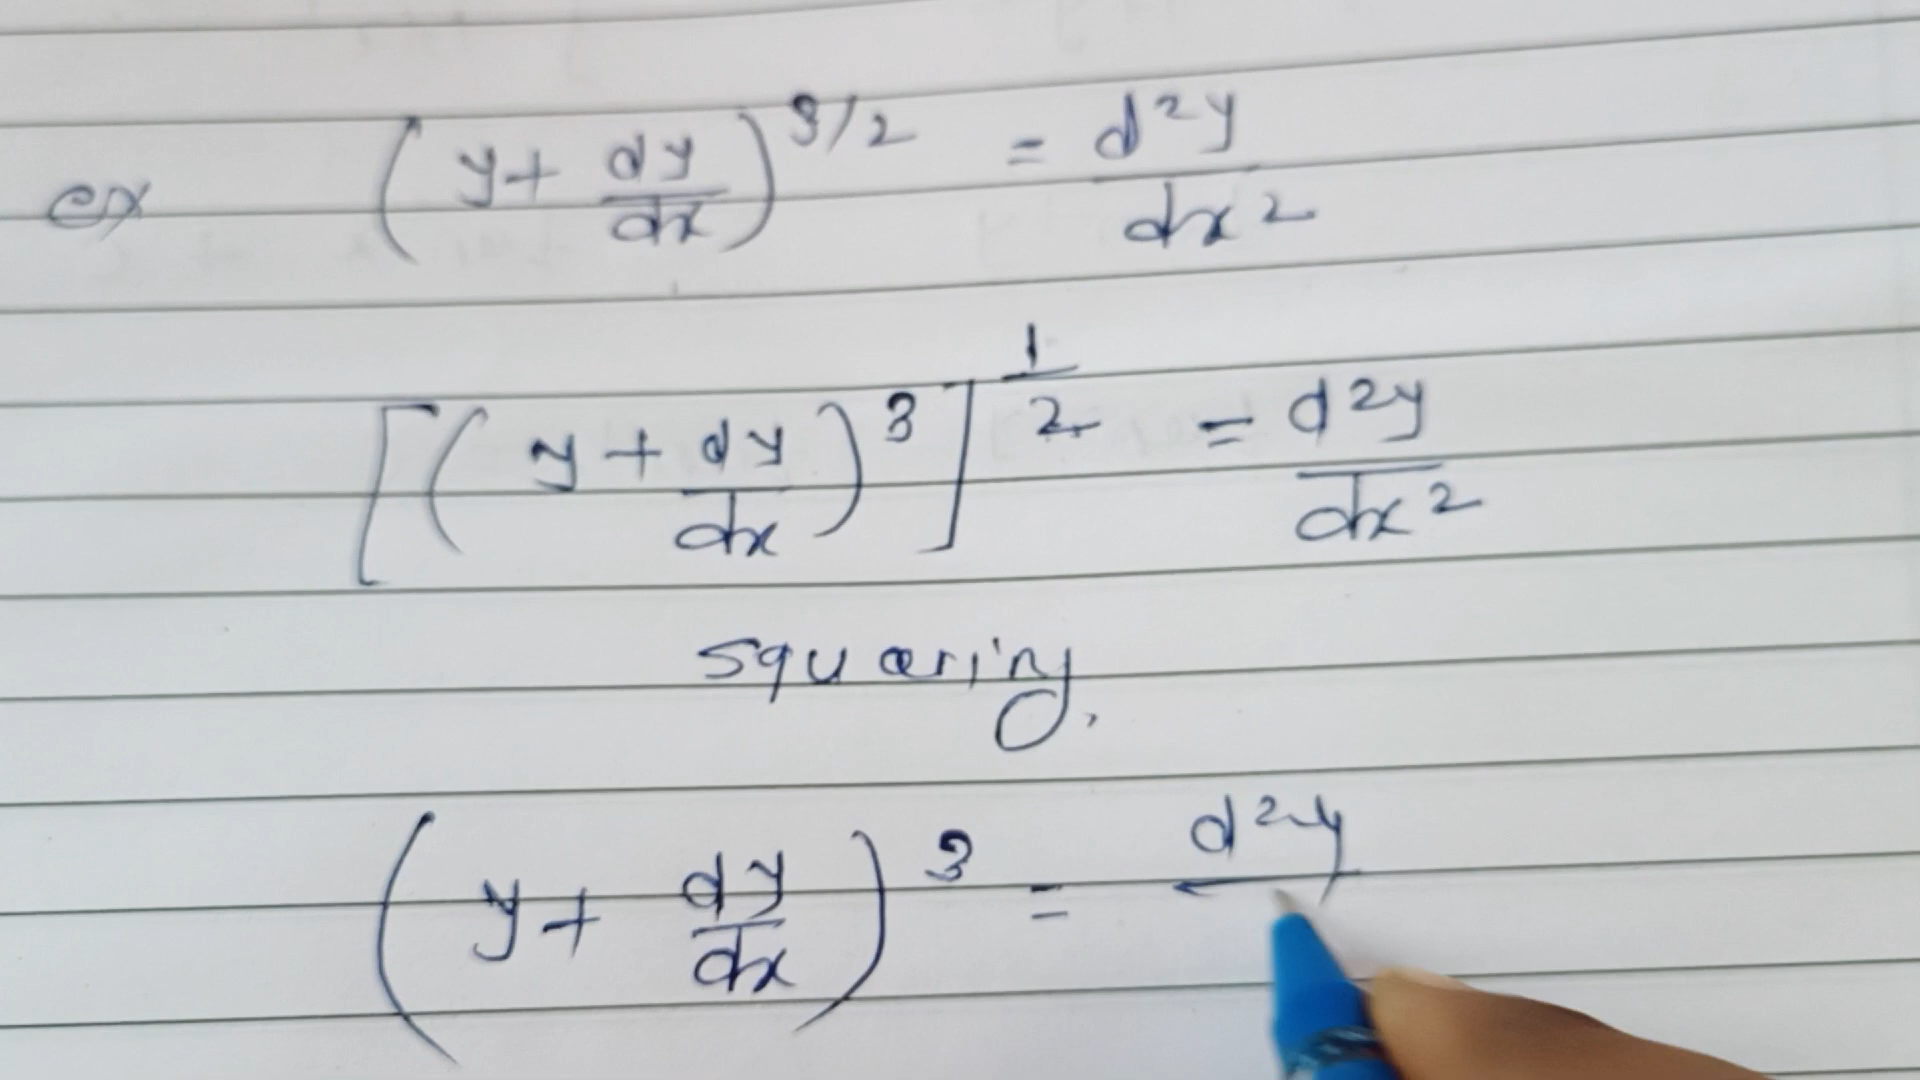 ex (y + dy/dx)^3/2 = d²y/dx²
[(y + dy/dx)^3]^1/2 = d²y/dx²
squaring,
(y + dy/dx)^3 = d²y